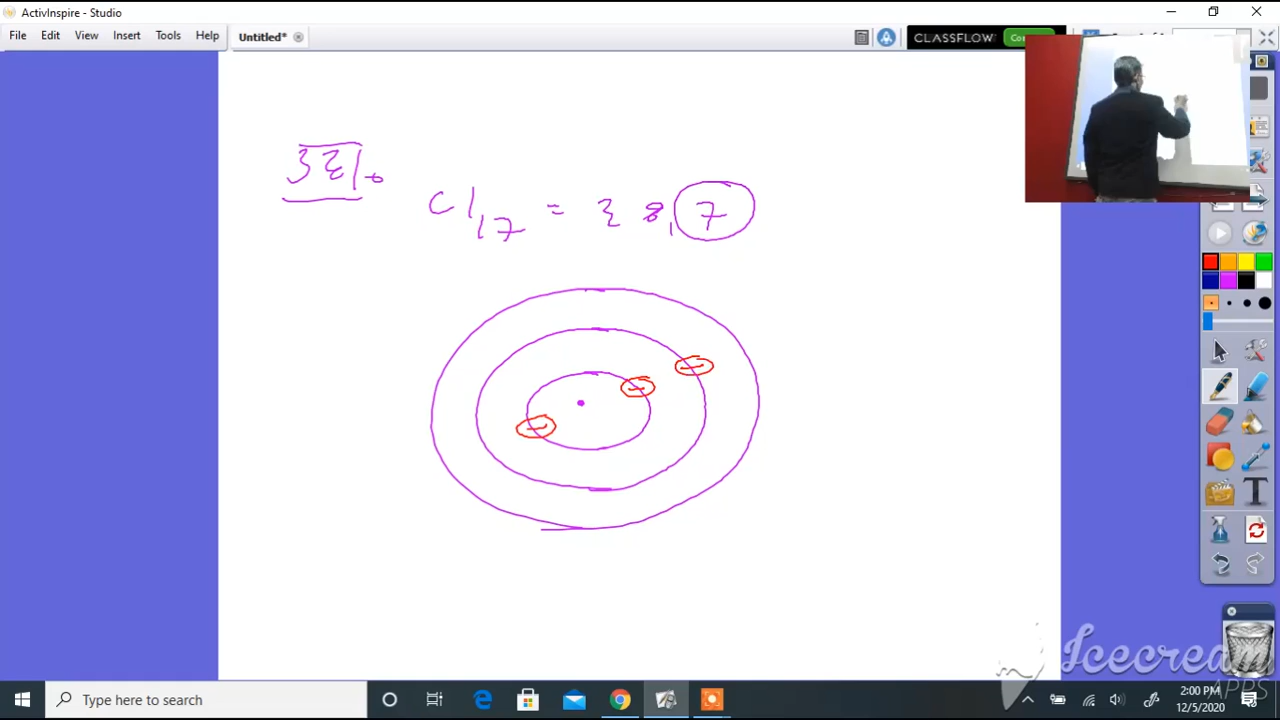 ActivInspire - Studio
File Edit View Insert Tools Help Untitled*
CLASSFLOW
Cl17 = 2 8, 7
Icecream
APPS
Type here to search
2:00 PM
12/5/2020